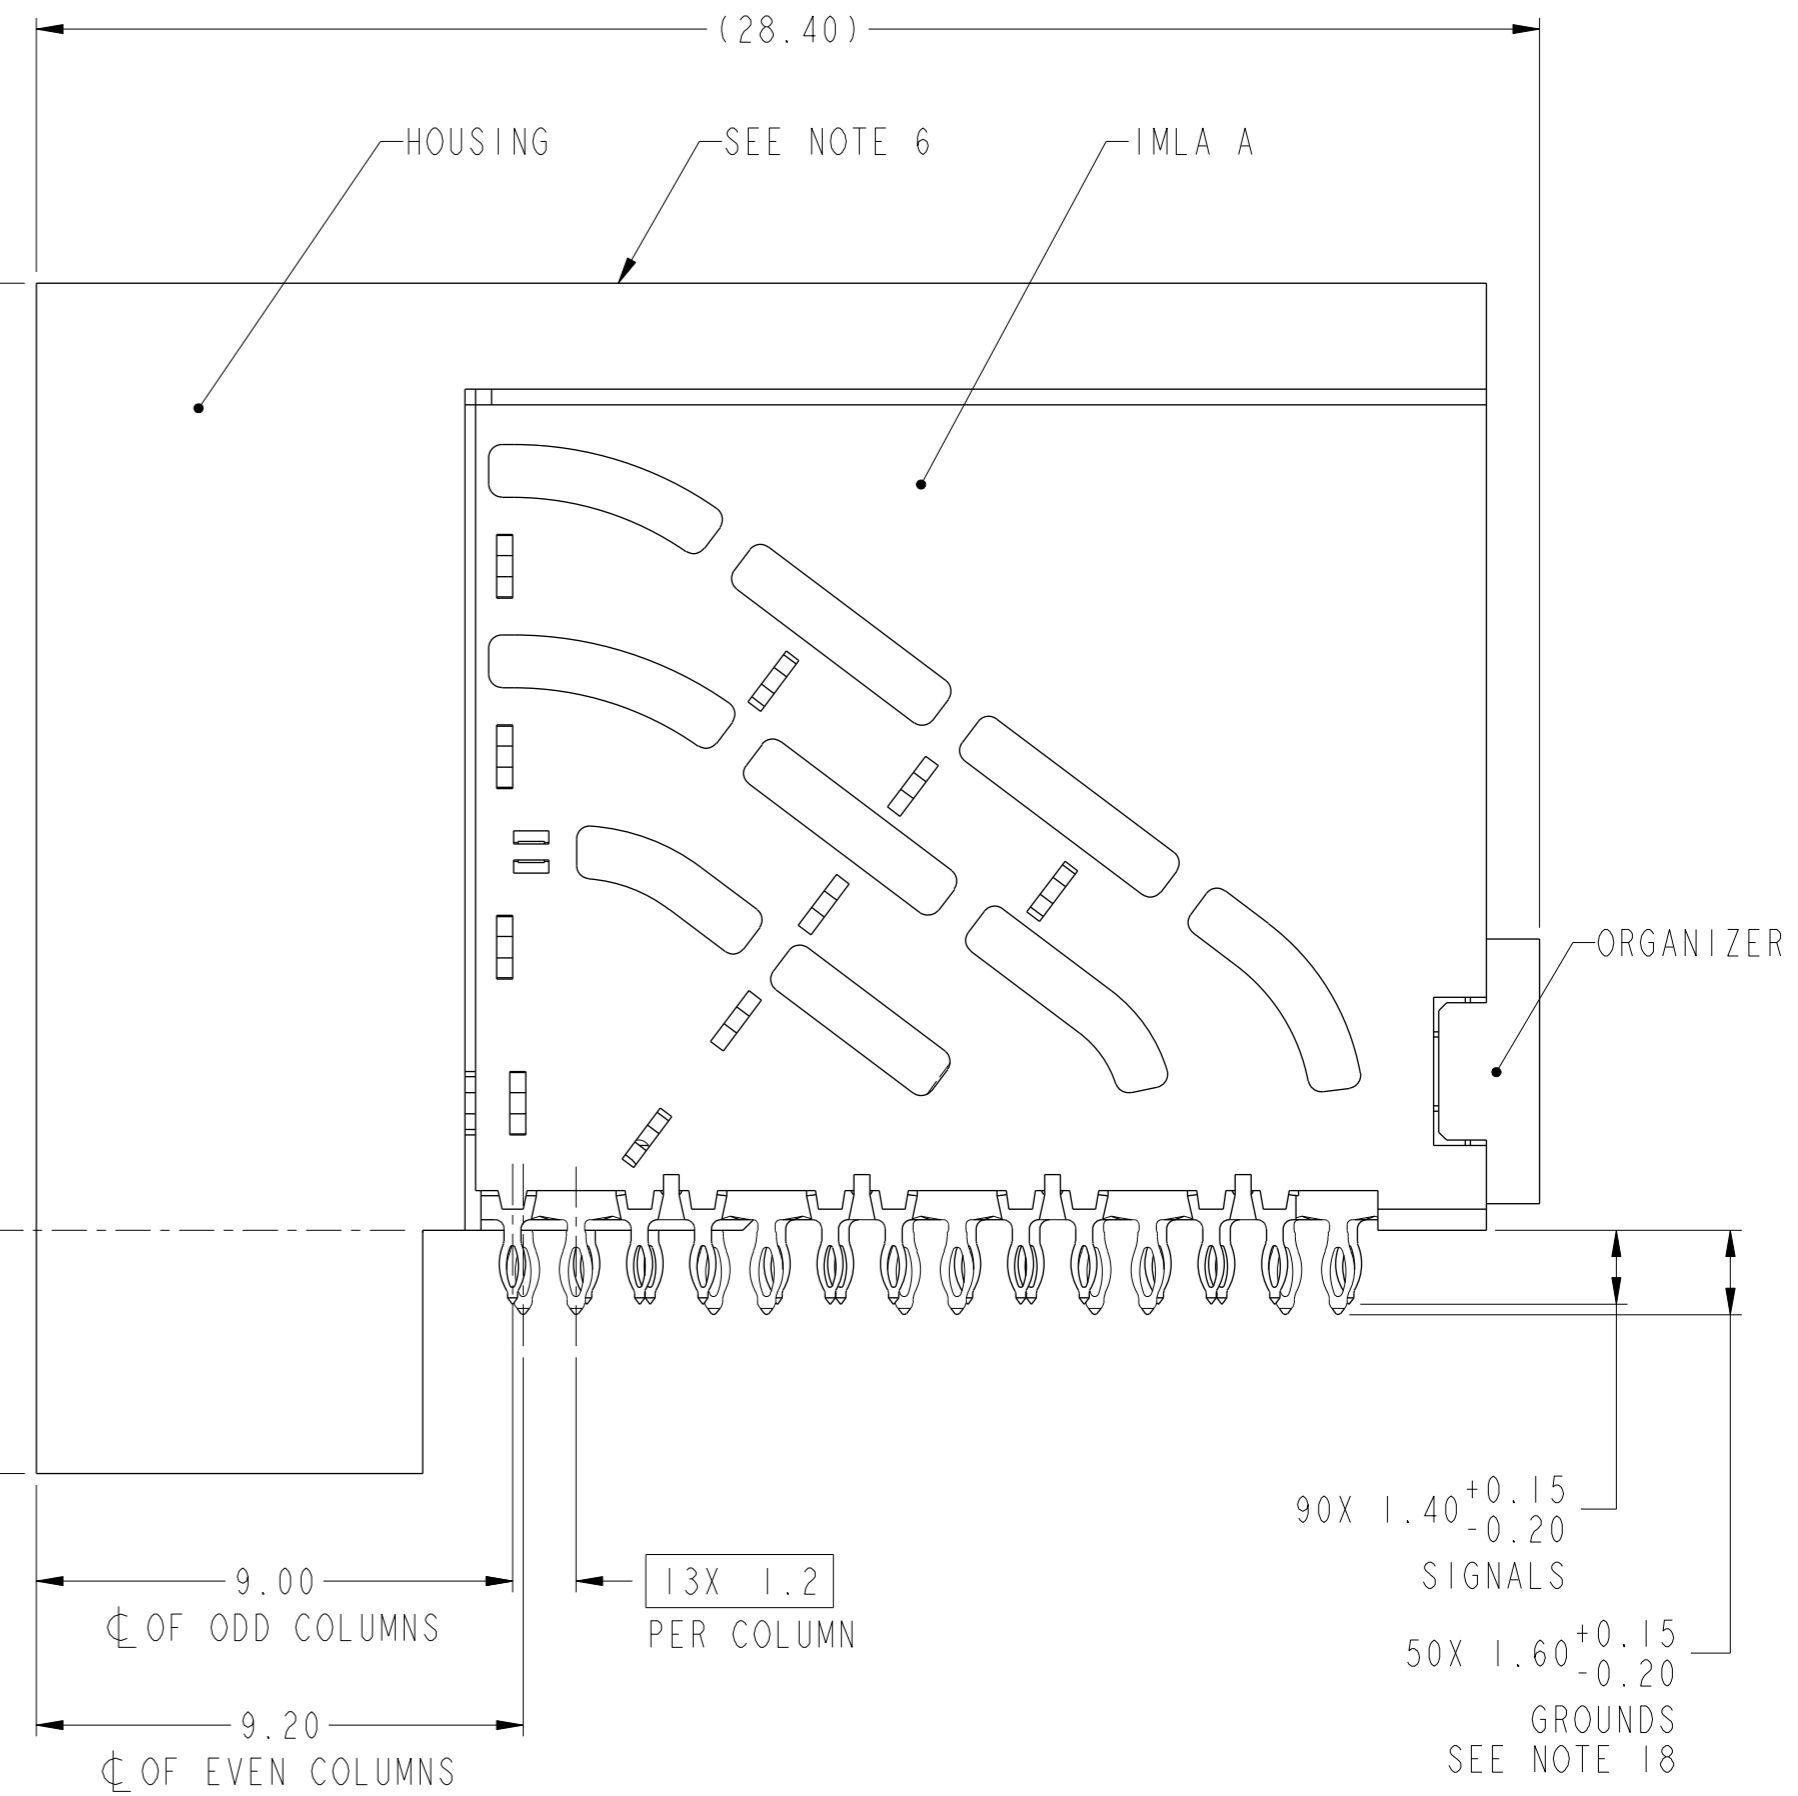 (28.40)
HOUSING
SEE NOTE 6
IMLA A
ORGANIZER
90X 1.40 +0.15
-0.20
SIGNALS
9.00
℄ OF ODD COLUMNS
13X 1.2
PER COLUMN
50X 1.60 +0.15
-0.20
GROUNDS
SEE NOTE 18
9.20
℄ OF EVEN COLUMNS